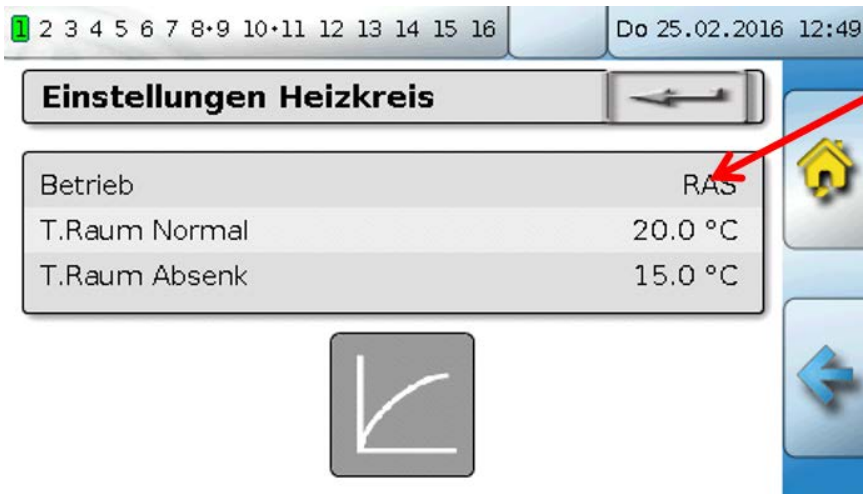 1 2 3 4 5 6 7 8•9 10•11 12 13 14 15 16 Do 25.02.2016 12:49
Einstellungen Heizkreis
Betrieb RAS
T.Raum Normal 20.0 °C
T.Raum Absenk 15.0 °C